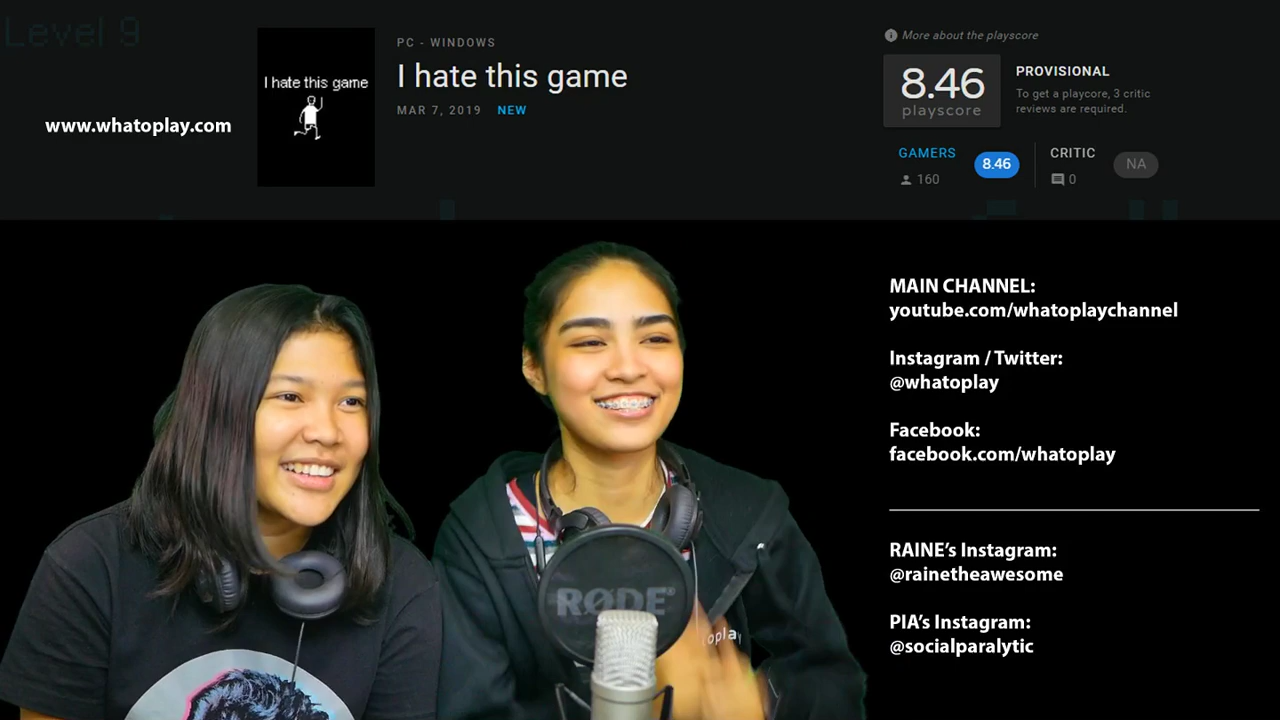 Level 9
www.whatoplay.com
I hate this game
PC - WINDOWS
I hate this game
MAR 7, 2019 NEW
More about the playscore
8.46
playscore
PROVISIONAL
To get a playcore, 3 critic
reviews are required.
GAMERS
160
8.46
CRITIC
0
NA
MAIN CHANNEL:
youtube.com/whatoplaychannel
Instagram / Twitter:
@whatoplay
Facebook:
facebook.com/whatoplay
RAINE's Instagram:
@rainetheawesome
PIA's Instagram:
@socialparalytic
RØDE®
oplay